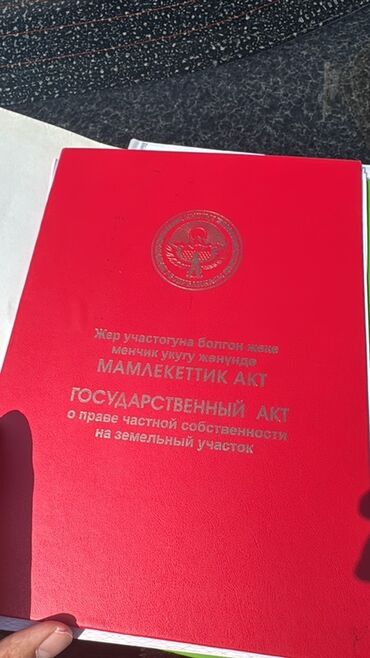 Жер участогуна болгон жеке
менчик укугу жөнүндө
МАМЛЕКЕТТИК АКТ
ГОСУДАРСТВЕННЫЙ АКТ
о праве частной собственности
на земельный участок